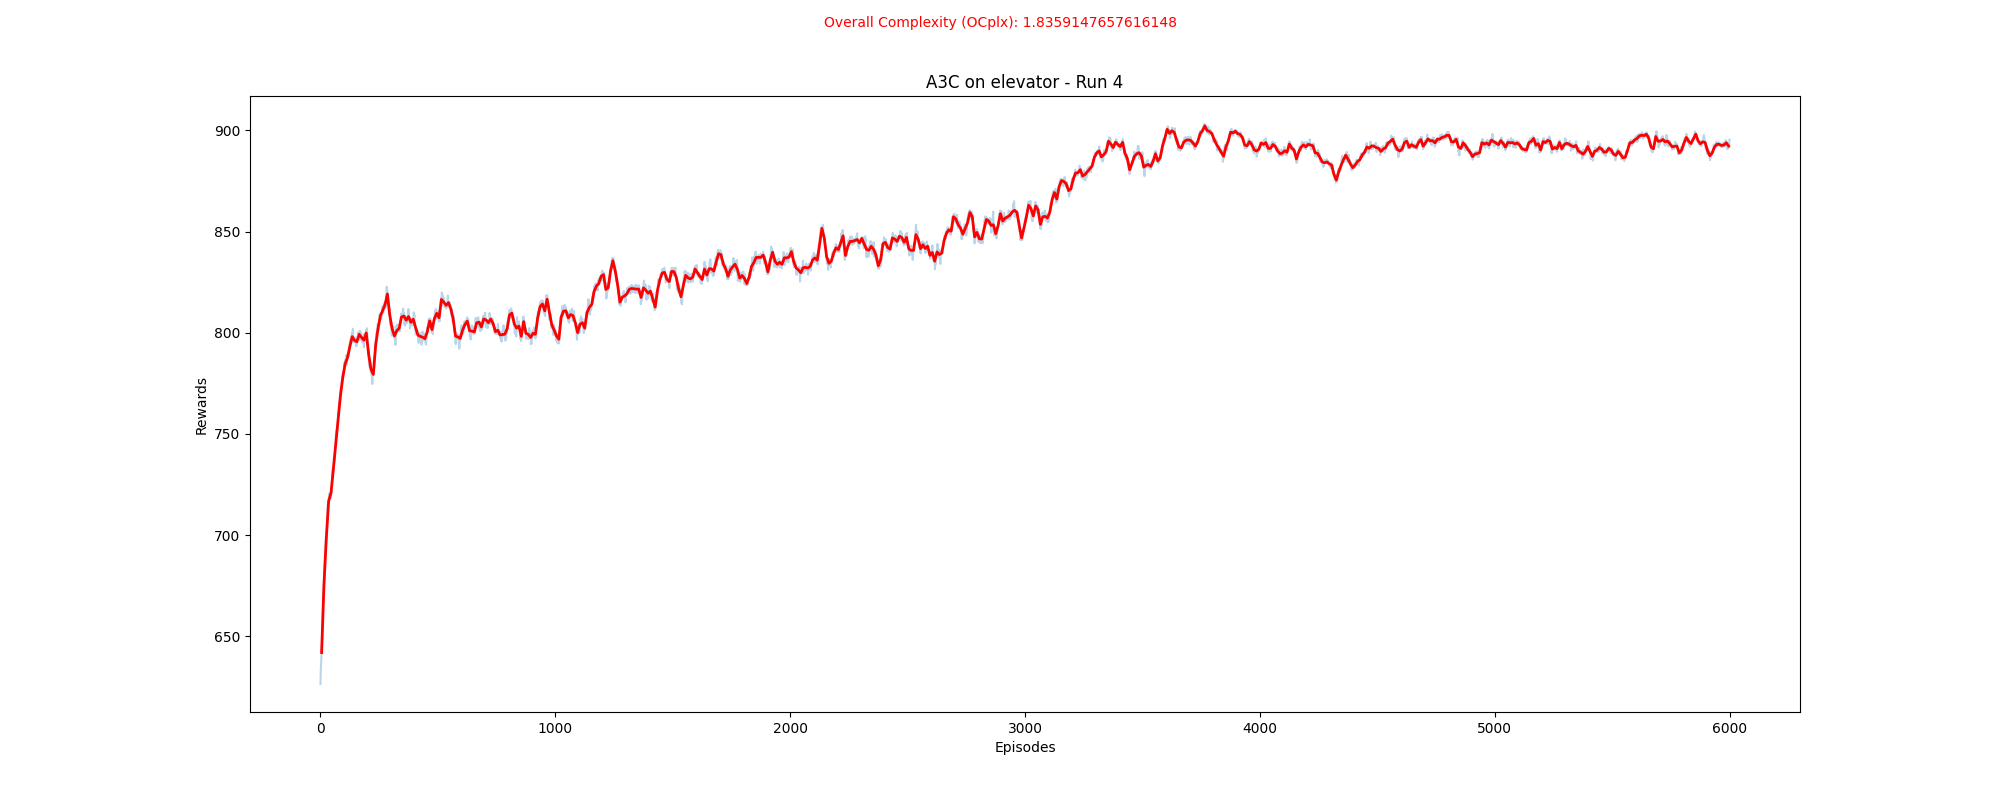 Overall Complexity (OCplx): 1.8359147657616148
A3C on elevator - Run 4
900
850
800
750
700
650
Rewards
0 1000 2000 3000 4000 5000 6000
Episodes